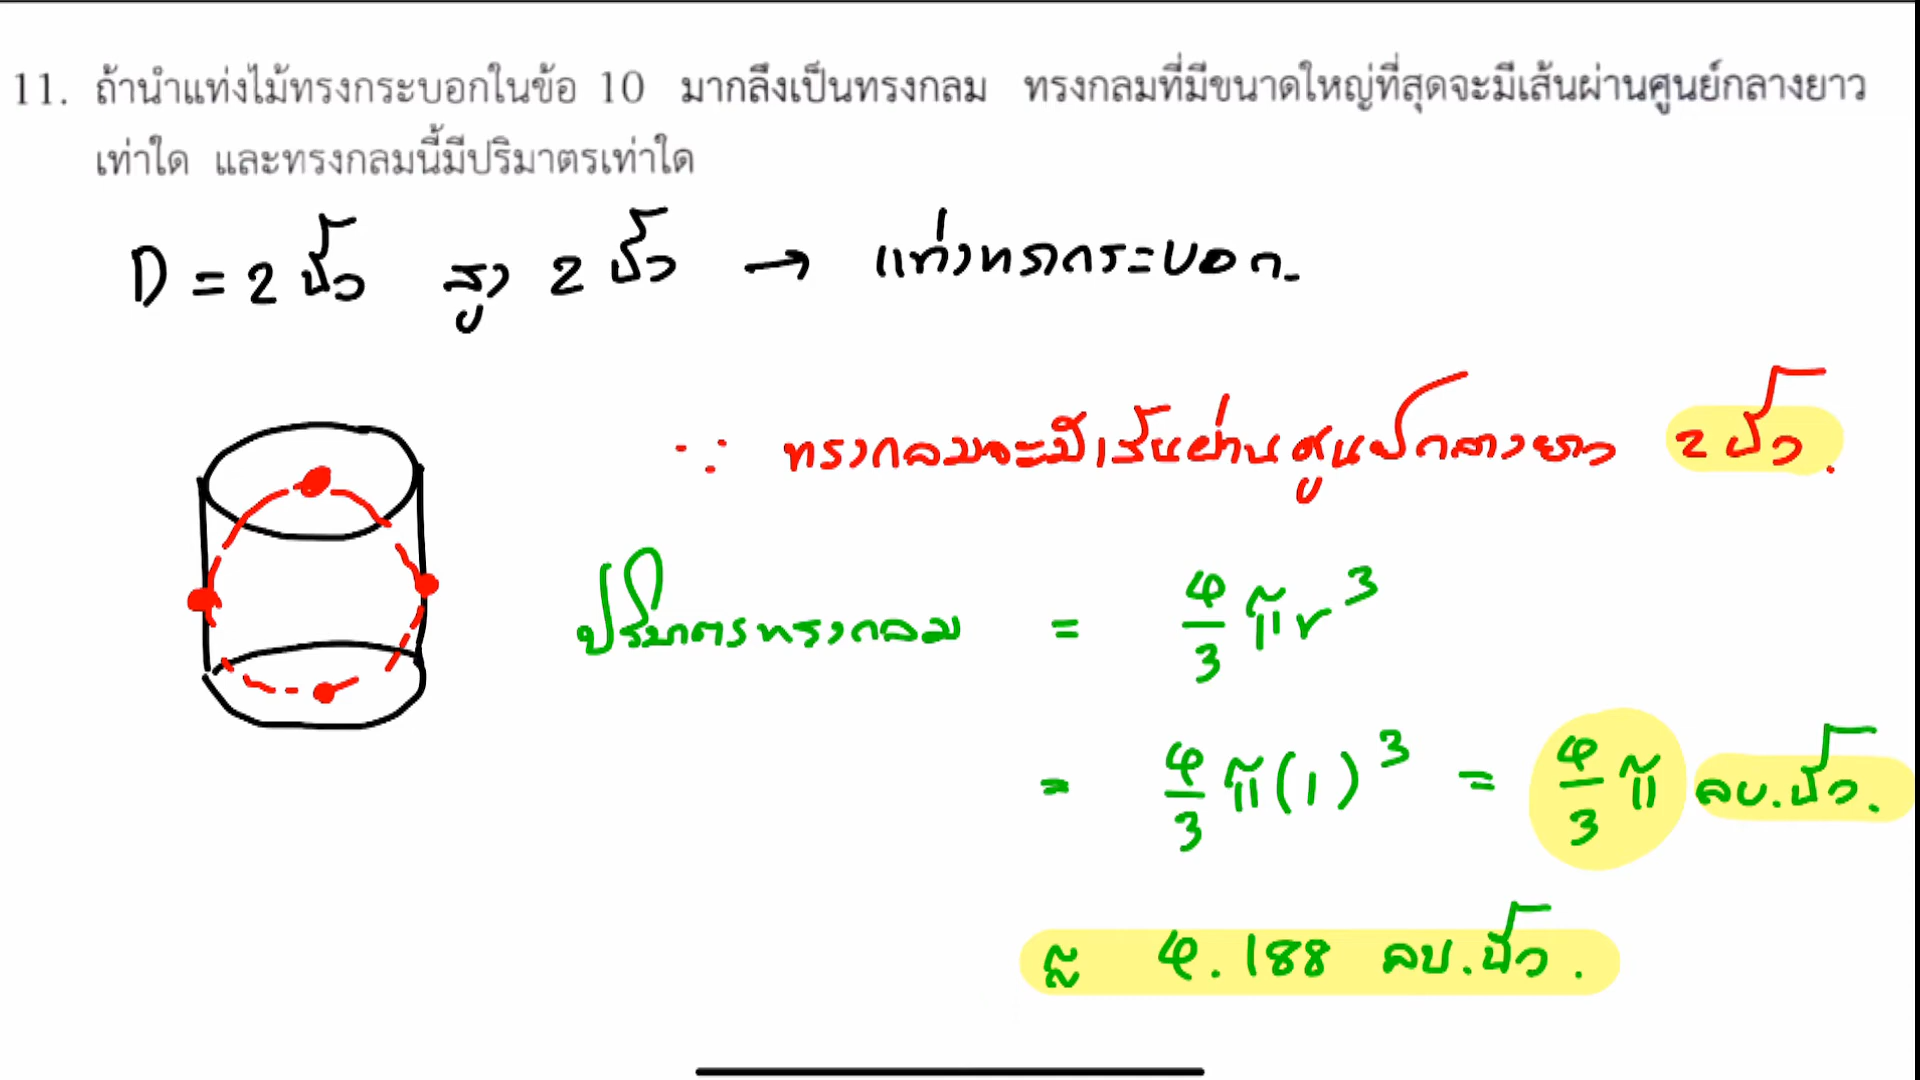 11. ถ้านำแท่งไม้ทรงกระบอกในข้อ 10 มากลึงเป็นทรงกลม ทรงกลมที่มีขนาดใหญ่ที่สุดจะมีเส้นผ่านศูนย์กลางยาว
เท่าใด และทรงกลมนี้มีปริมาตรเท่าใด
D = 2 นิ้ว สูง 2 นิ้ว → แท่งทรงกระบอก.
∵ ทรงกลมจะมีเส้นผ่านศูนย์กลางยาว 2 นิ้ว.
ปริมาตรทรงกลม = 4/3 πr³
= 4/3 π(1)³ = 4/3 π ลบ.นิ้ว.
≈ 4.188 ลบ.นิ้ว.